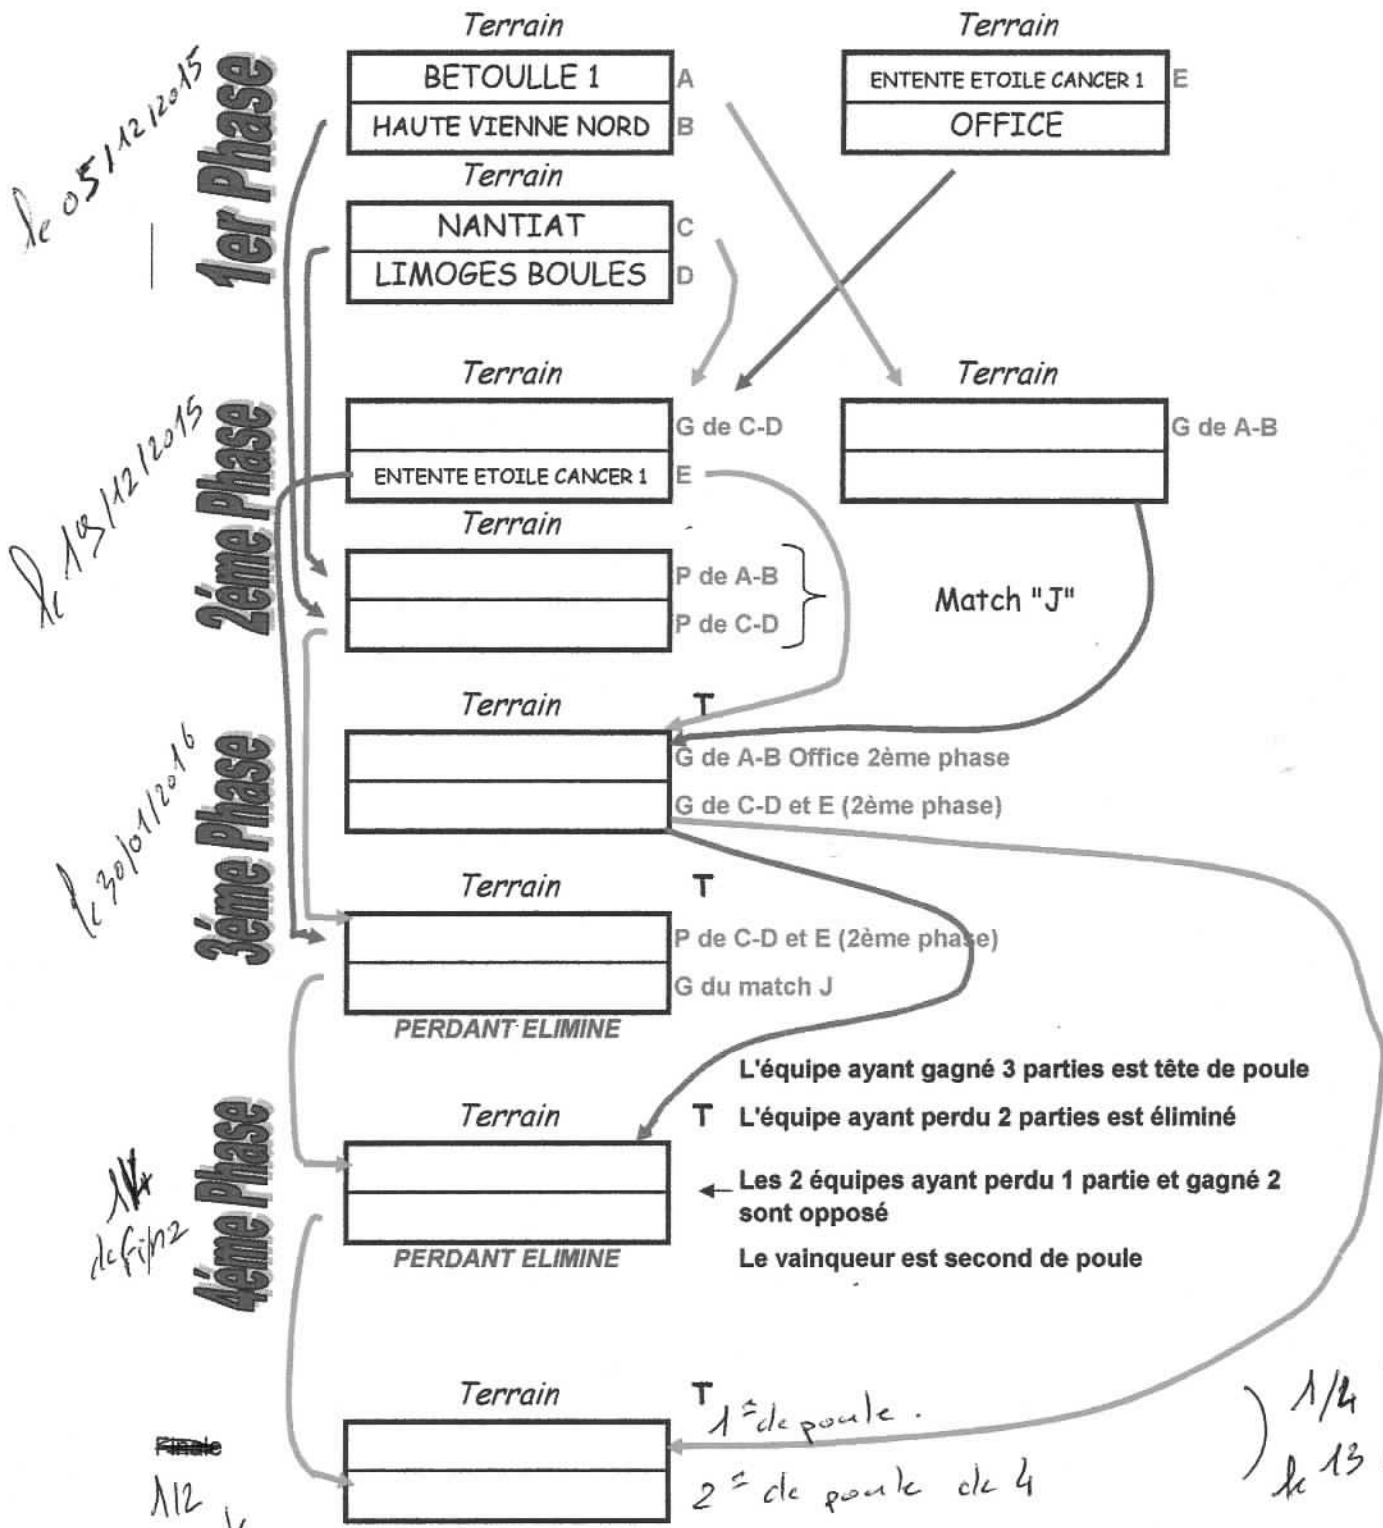 Terrain
Terrain
BETOULLE 1 A
ENTENTE ETOILE CANCER 1 E
HAUTE VIENNE NORD B
OFFICE
le 05/12/2015
1er Phase
Terrain
NANTIAT C
LIMOGES BOULES D
Terrain
Terrain
G de C-D
G de A-B
ENTENTE ETOILE CANCER 1 E
le 19/12/2015
2éme Phase
Terrain
P de A-B
P de C-D
Match "J"
Terrain T
G de A-B Office 2ème phase
G de C-D et E (2ème phase)
le 30/01/2016
3éme Phase
Terrain T
P de C-D et E (2ème phase)
G du match J
PERDANT ELIMINE
L'équipe ayant gagné 3 parties est tête de poule
Terrain T L'équipe ayant perdu 2 parties est éliminé
4éme Phase
1/4
Les 2 équipes ayant perdu 1 partie et gagné 2
sont opposé
PERDANT ELIMINE
Le vainqueur est second de poule
Terrain T
1er de poule.
1/4
Finale
1/2
2e de poule de 4
le 13